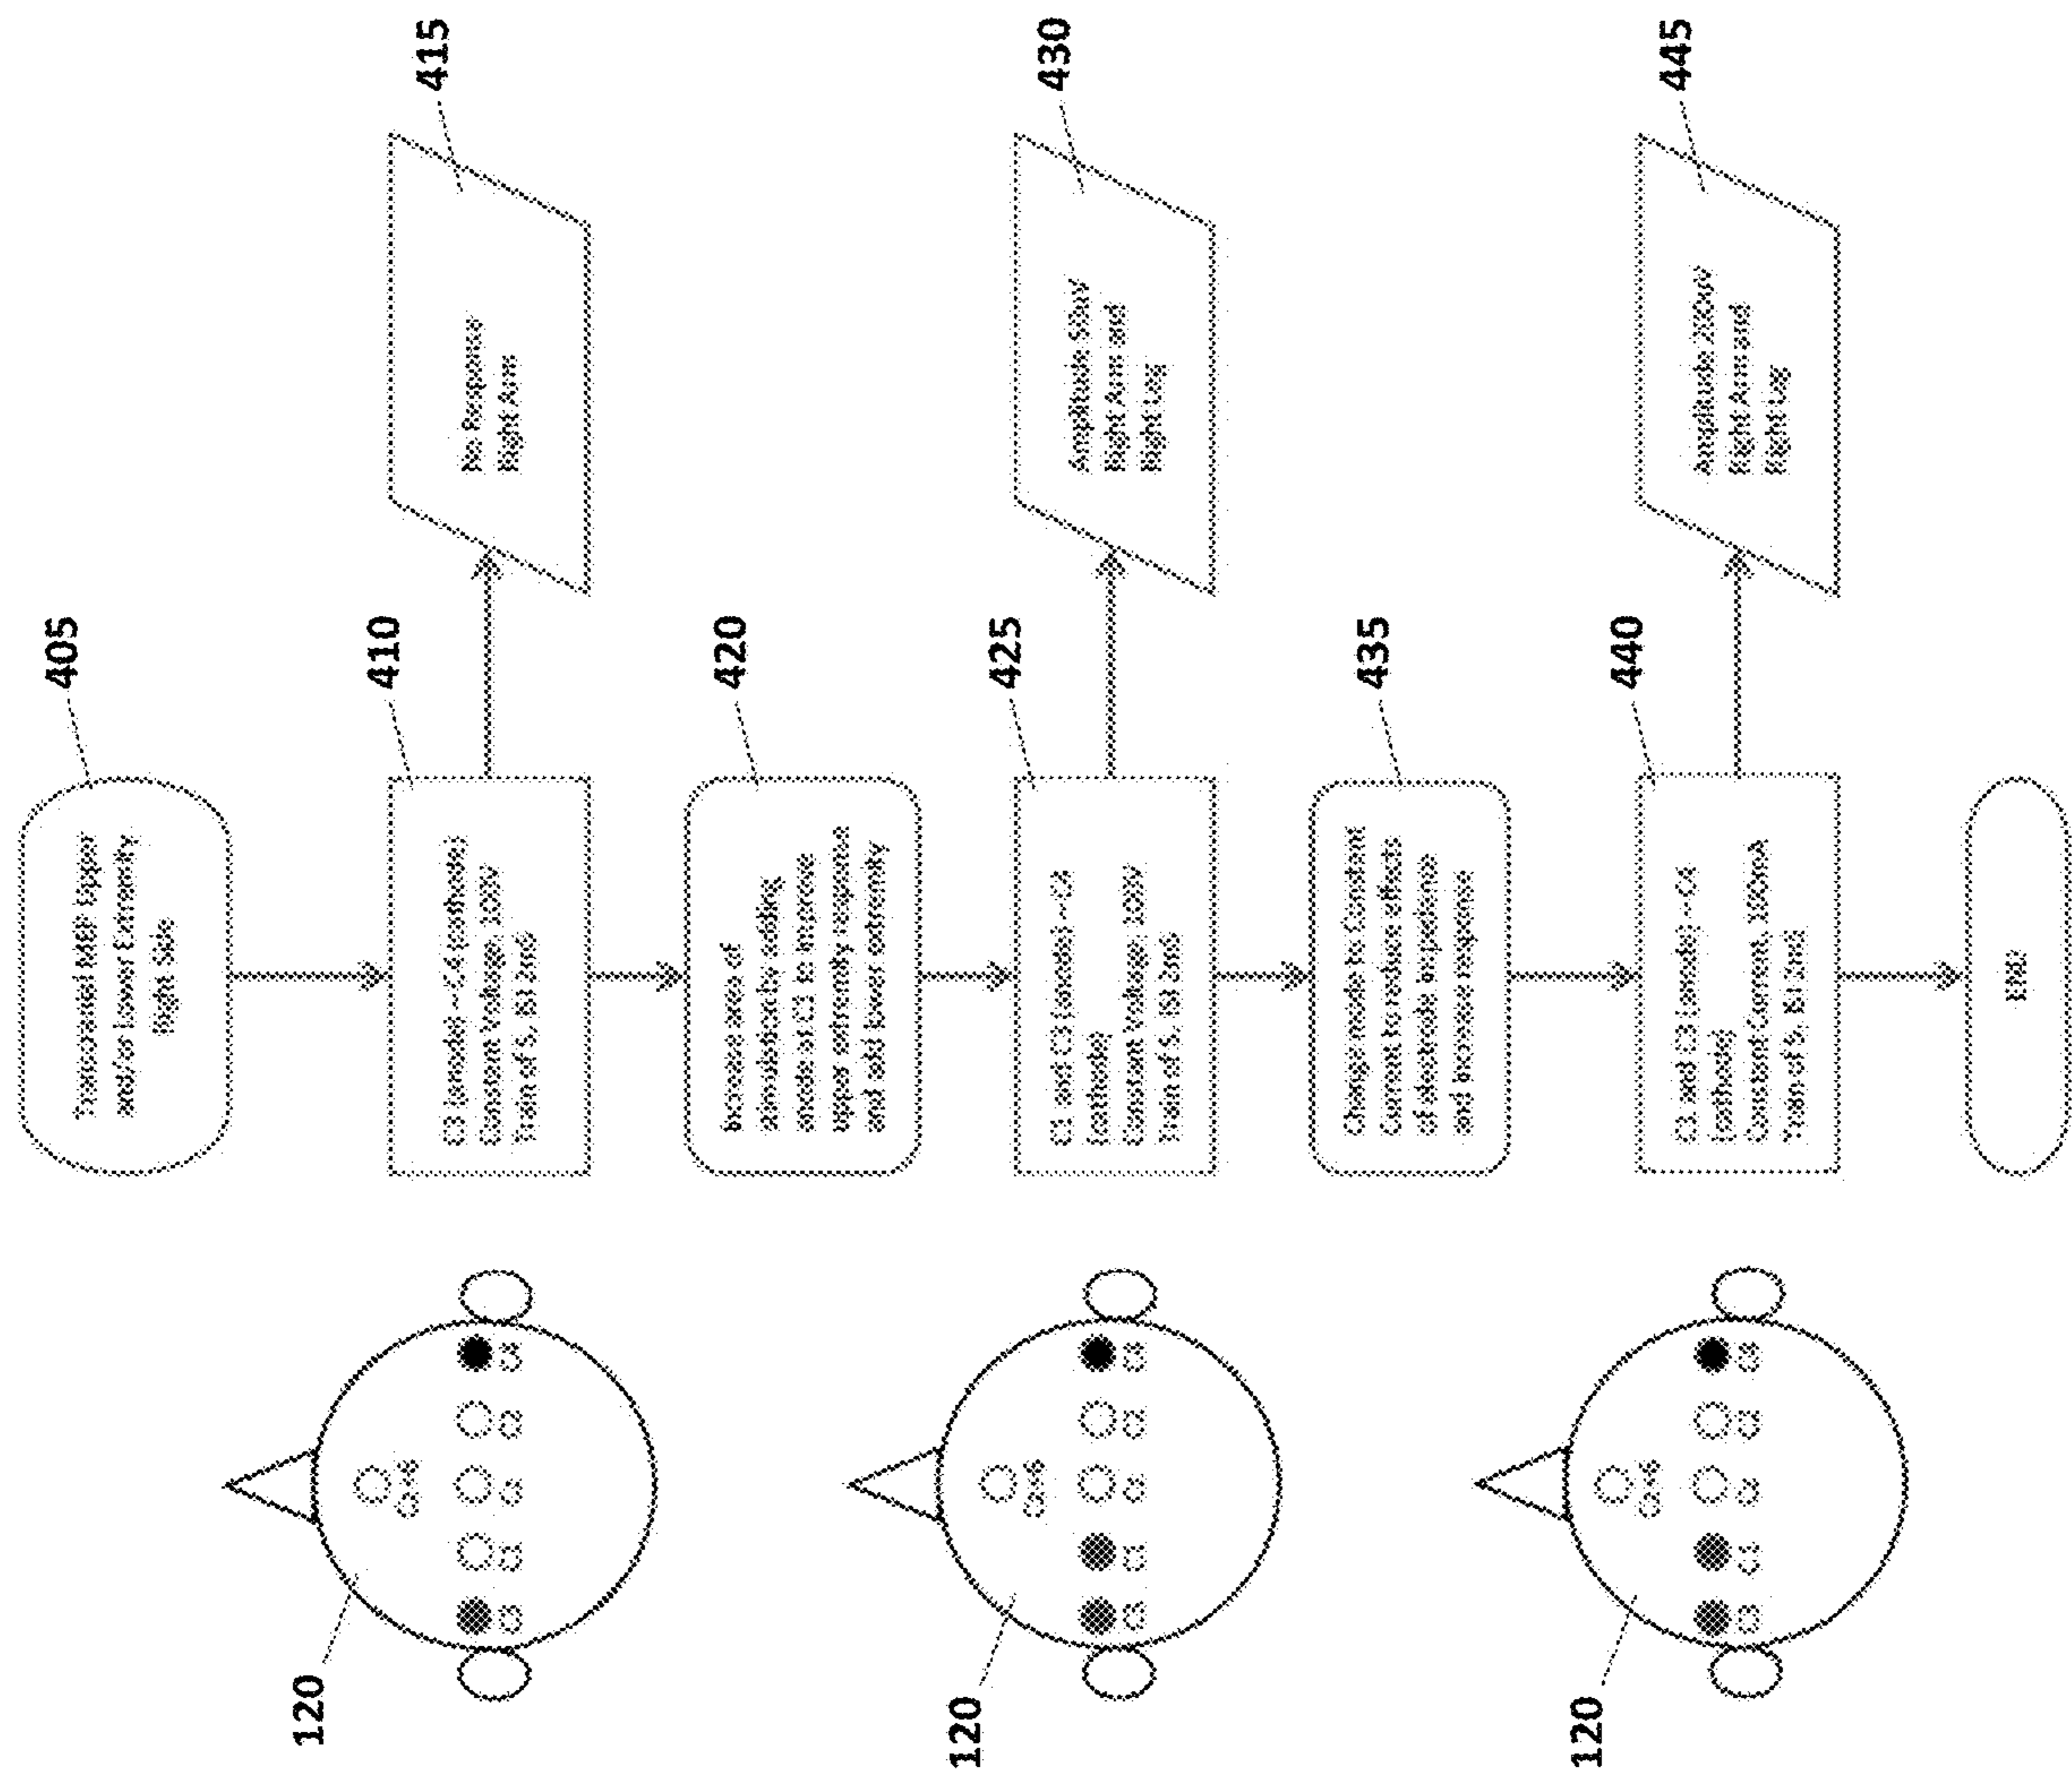 405
Transcranial MEP Upper
and/or Lower Extremity
Right Side
120
Cz+6
C3 C1 Cz C2 C4
410
C3 (anode) – C4 (cathode)
Constant Voltage, 100V
Train of 5, ISI 2mS
415
No Response
Right Arm
420
Increase area of
stimulation by adding
anode at C1 to improve
upper extremity response
and add lower extremity
120
Cz+6
C3 C1 Cz C2 C4
425
C1 and C3 (anode) – C4
(cathode)
Constant Voltage, 100V
Train of 5, ISI 2mS
430
Amplitude 50uV
Right Arm and
Right Leg
435
Change mode to Constant
Current to reduce effects
of electrode impedance
and increase response
120
Cz+6
C3 C1 Cz C2 C4
440
C1 and C3 (anode) – C4
(cathode)
Constant Current,
Train of 5, ISI 2mS
445
Amplitude
Right Arm and
Right Leg
END